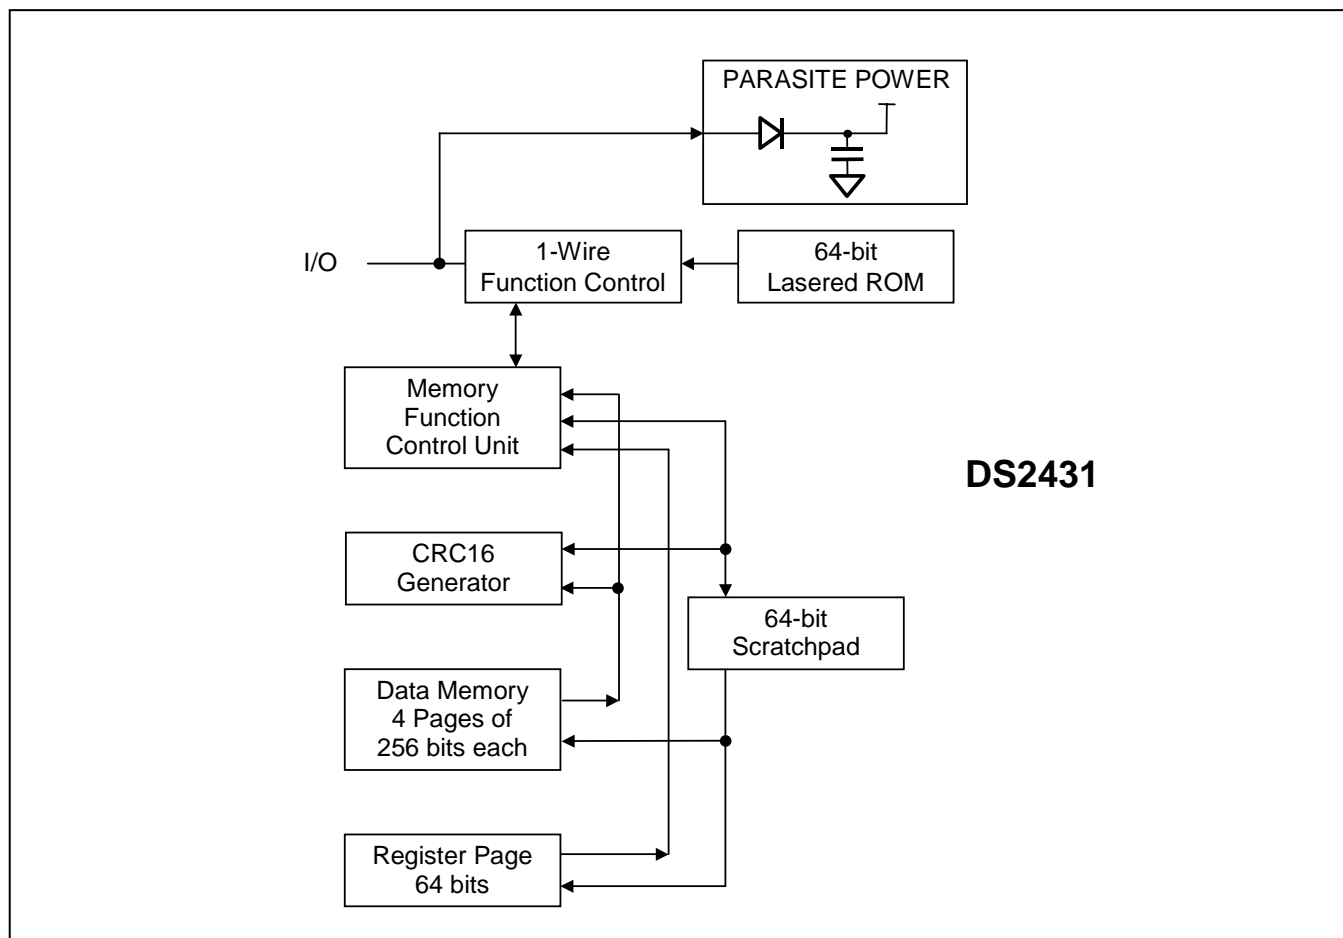 PARASITE POWER
I/O
1-Wire
Function Control
64-bit
Lasered ROM
Memory
Function
Control Unit
DS2431
CRC16
Generator
64-bit
Scratchpad
Data Memory
4 Pages of
256 bits each
Register Page
64 bits